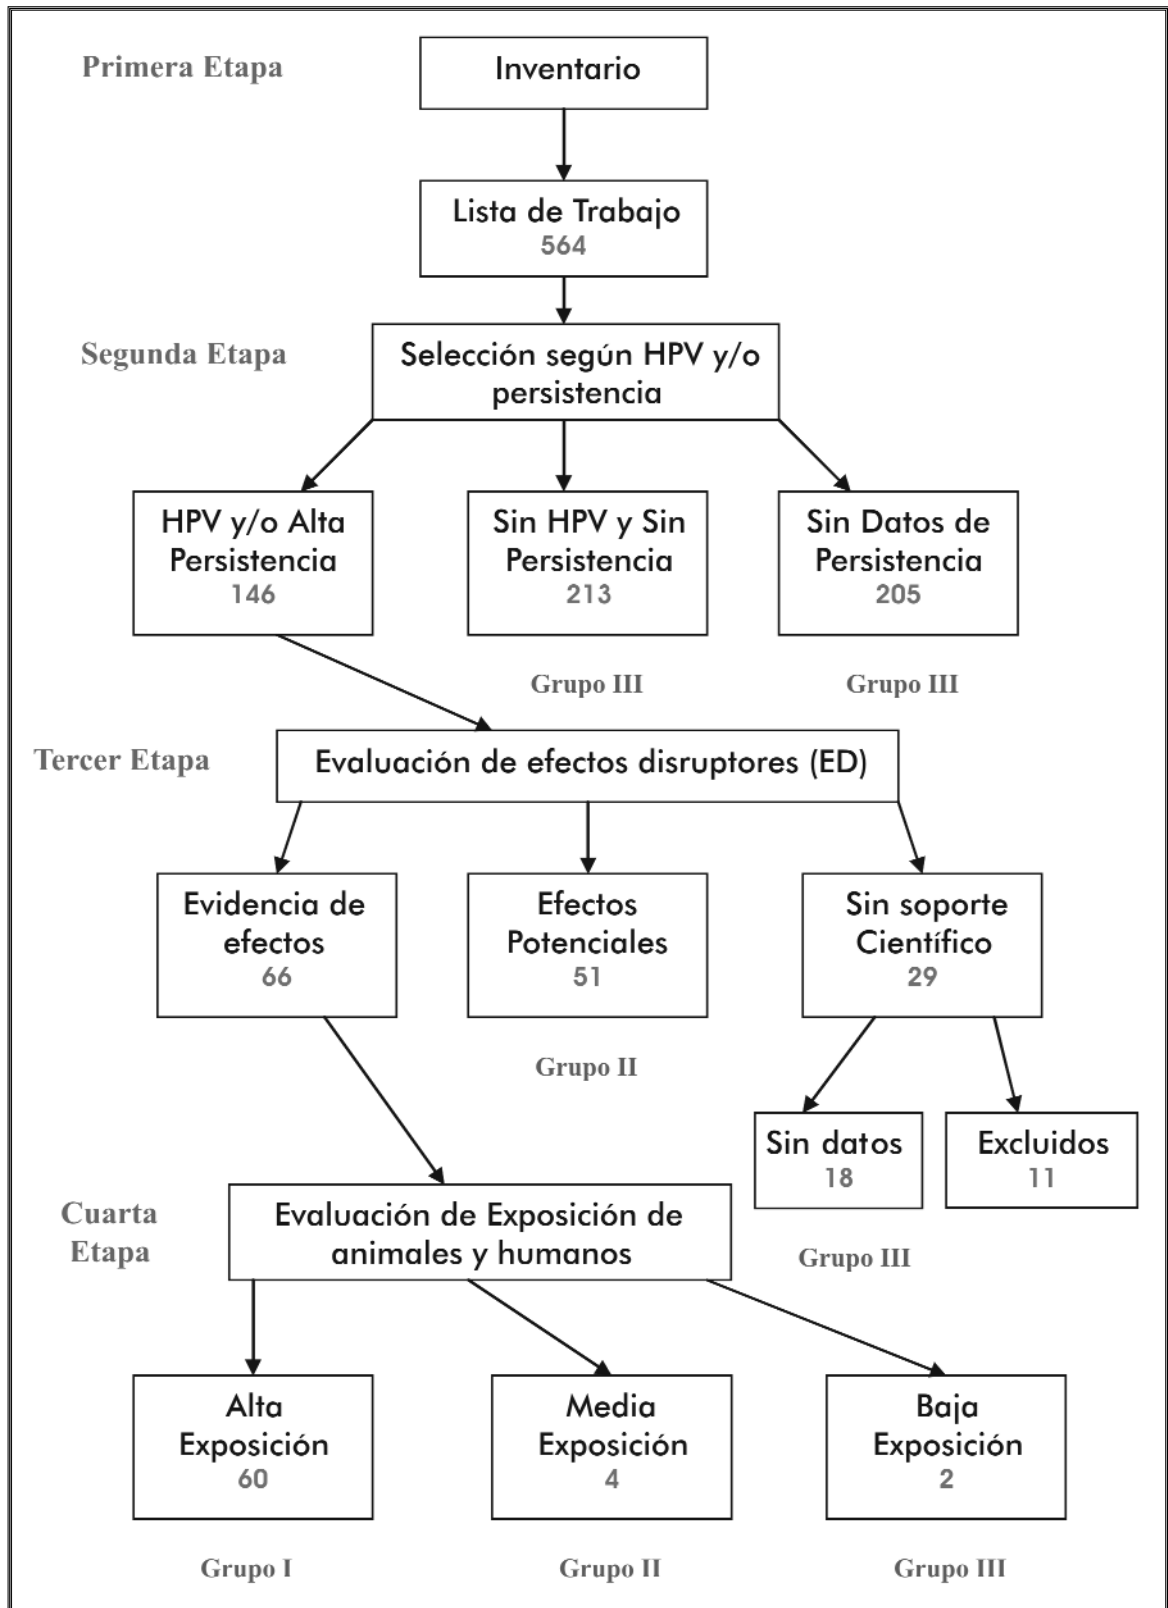 Primera Etapa
Inventario
Lista de Trabajo
564
Segunda Etapa
Selección según HPV y/o
persistencia
HPV y/o Alta
Persistencia
146
Sin HPV y Sin
Persistencia
213
Sin Datos de
Persistencia
205
Grupo III
Grupo III
Tercer Etapa
Evaluación de efectos disruptores (ED)
Evidencia de
efectos
66
Efectos
Potenciales
51
Sin soporte
Científico
29
Grupo II
Sin datos
18
Excluidos
11
Grupo III
Cuarta
Etapa
Evaluación de Exposición de
animales y humanos
Alta
Exposición
60
Media
Exposición
4
Baja
Exposición
2
Grupo I
Grupo II
Grupo III